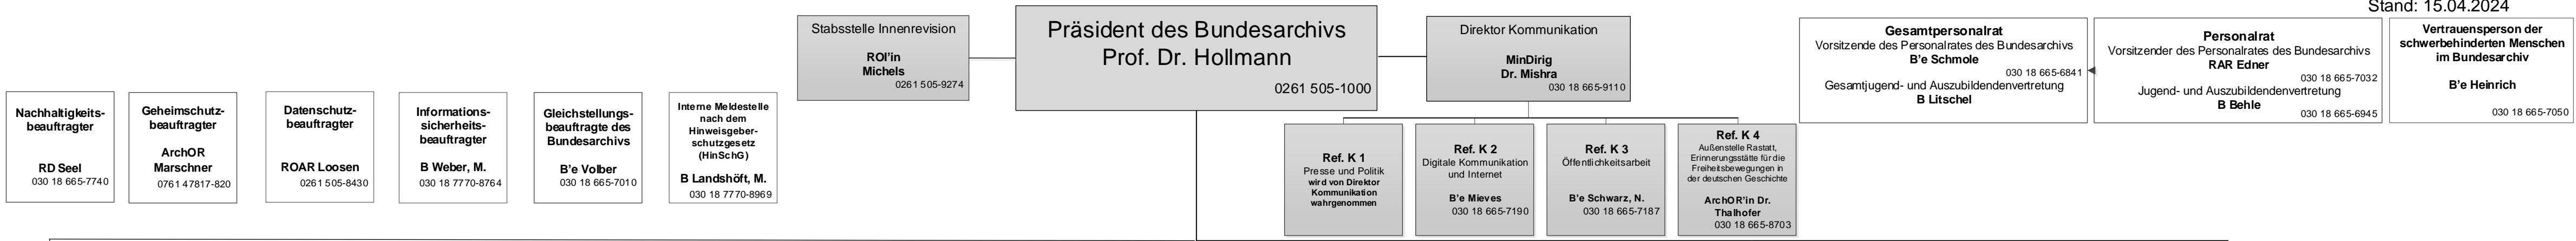 Stand: 15.04.2024
Stabsstelle Innenrevision
ROI'in
Michels
0261 505-9274
Präsident des Bundesarchivs
Prof. Dr. Hollmann
0261 505-1000
Direktor Kommunikation
MinDirig
Dr. Mishra
030 18 665-9110
Gesamtpersonalrat
Vorsitzende des Personalrates des Bundesarchivs
B'e Schmole
030 18 665-6841
Gesamtjugend- und Auszubildendenvertretung
B Litschel
Personalrat
Vorsitzender des Personalrates des Bundesarchivs
RAR Edner
030 18 665-7032
Jugend- und Auszubildendenvertretung
B Behle
030 18 665-6945
Vertrauensperson der
schwerbehinderten Menschen
im Bundesarchiv
B'e Heinrich
030 18 665-7050
Nachhaltigkeits-
beauftragter
RD Seel
030 18 665-7740
Geheimschutz-
beauftragter
ArchOR
Marschner
0761 47817-820
Datenschutz-
beauftragter
ROAR Loosen
0261 505-8430
Informations-
sicherheits-
beauftragter
B Weber, M.
030 18 7770-8764
Gleichstellungs-
beauftragte des
Bundesarchivs
B'e Volber
030 18 665-7010
Interne Meldestelle
nach dem
Hinweisgeber-
schutzgesetz
(HinSchG)
B Landshöft, M.
030 18 7770-8969
Ref. K 1
Presse und Politik
wird von Direktor
Kommunikation
wahrgenommen
Ref. K 2
Digitale Kommunikation
und Internet
B'e Mieves
030 18 665-7190
Ref. K 3
Öffentlichkeitsarbeit
B'e Schwarz, N.
030 18 665-7187
Ref. K 4
Außenstelle Rastatt,
Erinnerungsstätte für die
Freiheitsbewegungen in
der deutschen Geschichte
ArchOR'in Dr.
Thalhofer
030 18 665-8703